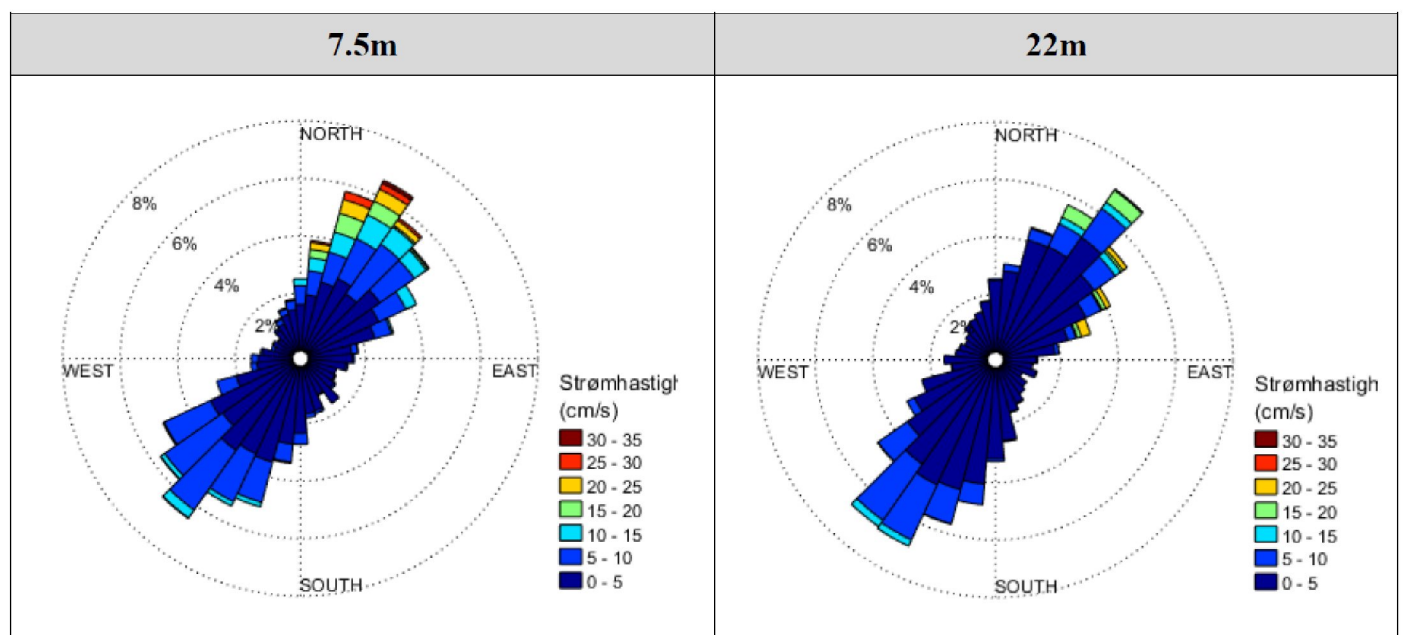 7.5m
22m
NORTH
8%
6%
4%
2%
WEST
EAST
SOUTH
Strømhastigh
(cm/s)
30 - 35
25 - 30
20 - 25
15 - 20
10 - 15
5 - 10
0 - 5
NORTH
8%
6%
4%
2%
WEST
EAST
SOUTH
Strømhastigh
(cm/s)
30 - 35
25 - 30
20 - 25
15 - 20
10 - 15
5 - 10
0 - 5